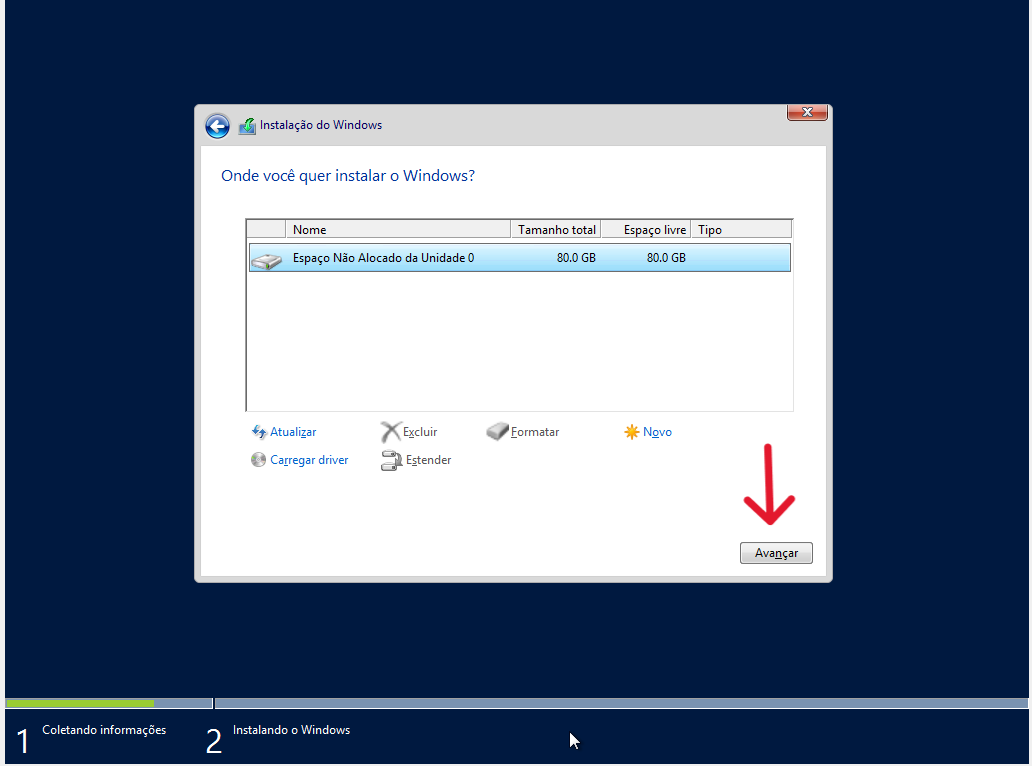 Instalação do Windows
Onde você quer instalar o Windows?
Nome Tamanho total Espaço livre Tipo
Espaço Não Alocado da Unidade 0 80.0 GB 80.0 GB
Atualizar Excluir Formatar Novo
Carregar driver Estender
Avançar
1 Coletando informações 2 Instalando o Windows